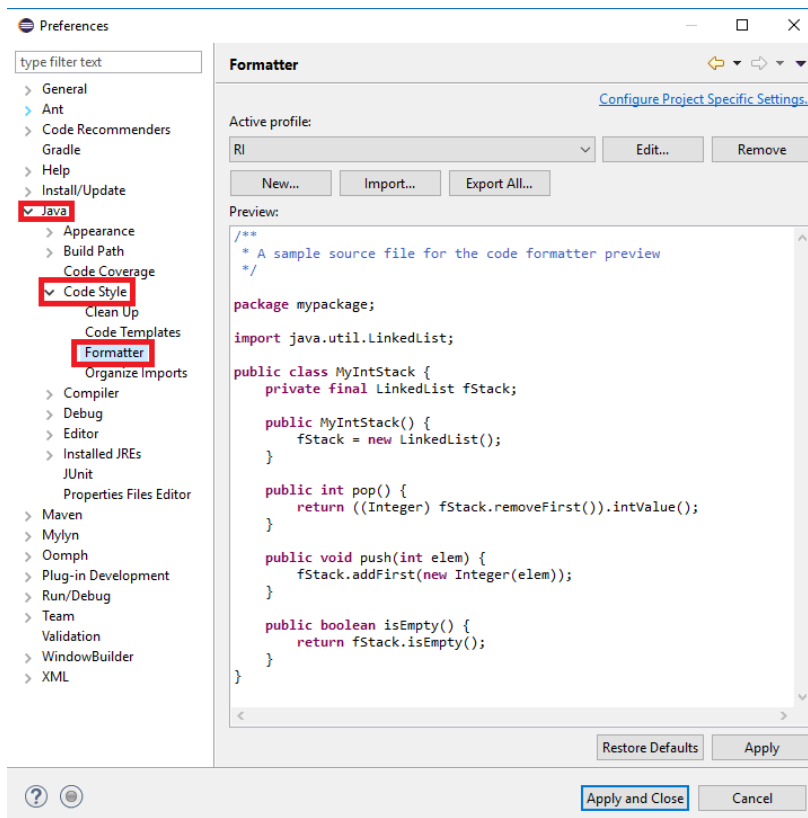 Preferences
type filter text
General
Ant
Code Recommenders
Gradle
Help
Install/Update
Java
Appearance
Build Path
Code Coverage
Code Style
Clean Up
Code Templates
Formatter
Organize Imports
Compiler
Debug
Editor
Installed JREs
JUnit
Properties Files Editor
Maven
Mylyn
Oomph
Plug-in Development
Run/Debug
Team
Validation
WindowBuilder
XML
Formatter
Configure Project Specific Settings.
Active profile:
RI
Edit...
Remove
New...
Import...
Export All...
Preview:
/**
 * A sample source file for the code formatter preview
 */
package mypackage;
import java.util.LinkedList;
public class MyIntStack {
    private final LinkedList fStack;
    public MyIntStack() {
        fStack = new LinkedList();
    }
    public int pop() {
        return ((Integer) fStack.removeFirst()).intValue();
    }
    public void push(int elem) {
        fStack.addFirst(new Integer(elem));
    }
    public boolean isEmpty() {
        return fStack.isEmpty();
    }
}
Restore Defaults
Apply
?
Apply and Close
Cancel